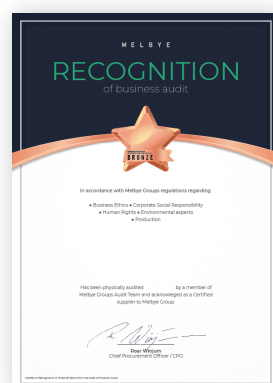 MELBYE
RECOGNITION
of business audit
BRONZE
In accordance with Melbye Groups regulations regarding
● Business Ethics ● Corporate Social Responsibility
● Human Rights ● Environmental aspects
● Production
Has been physically audited by a member of
Melbye Groups Audit Team and acknowledged as a Certified
supplier to Melbye Group
Roar Winjum
Chief Procurement Officer / CPO